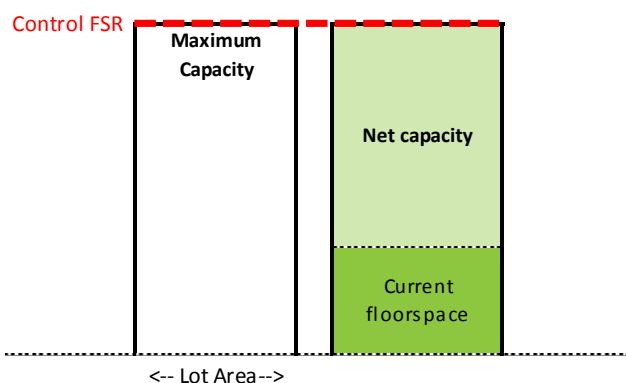 Control FSR
Maximum
Capacity
Net capacity
Current
floorspace
<-- Lot Area-->